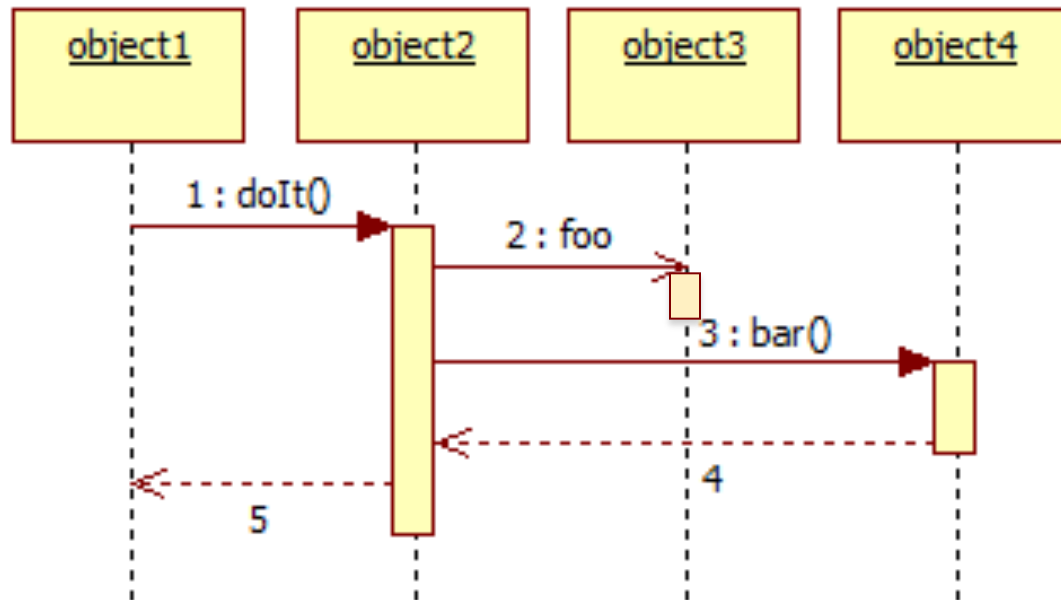 object1
object2
object3
object4
1 : doIt()
2 : foo
3 : bar()
4
5